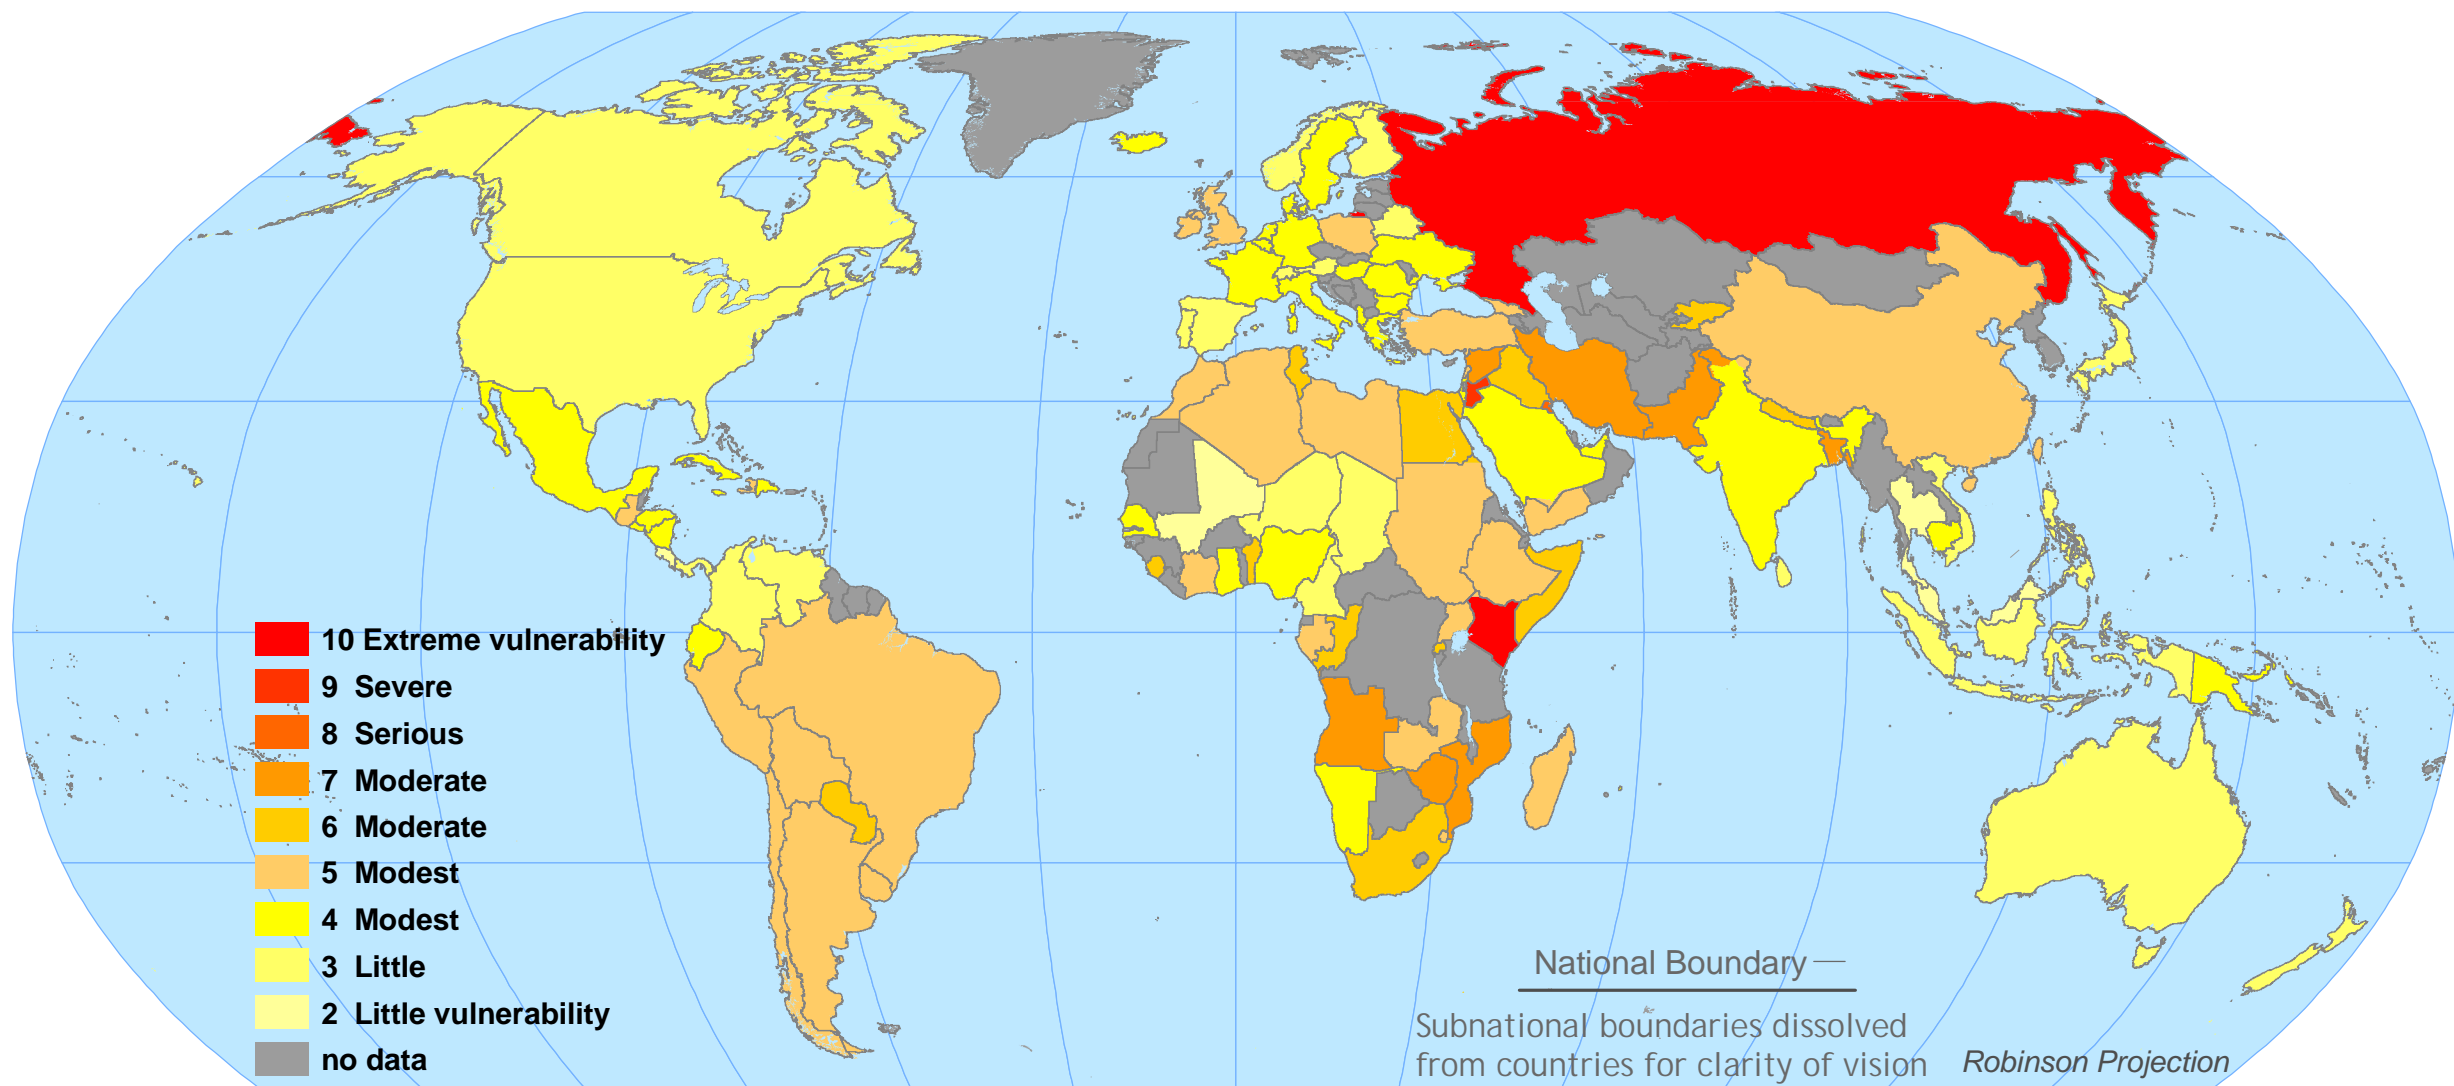 10 Extreme vulnerability
9 Severe
8 Serious
7 Moderate
6 Moderate
5 Modest
4 Modest
3 Little
2 Little vulnerability
no data
National Boundary
Subnational boundaries dissolved
from countries for clarity of vision
Robinson Projection